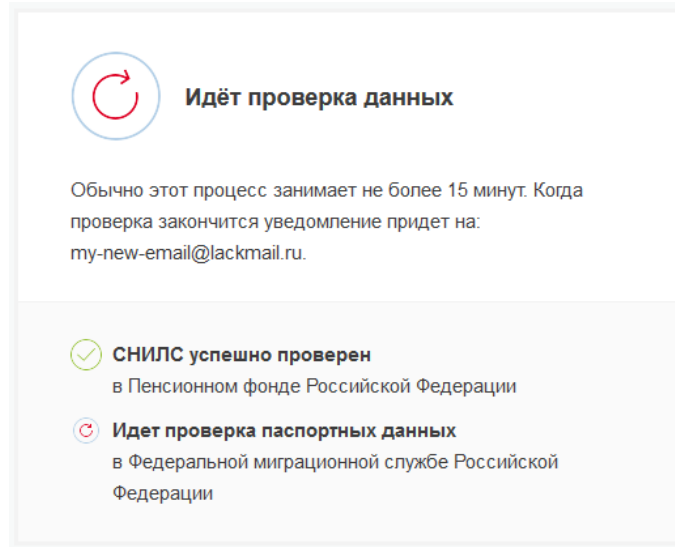 Идёт проверка данных
Обычно этот процесс занимает не более 15 минут. Когда
проверка закончится уведомление придет на:
my-new-email@lackmail.ru.
СНИЛС успешно проверен
в Пенсионном фонде Российской Федерации
Идет проверка паспортных данных
в Федеральной миграционной службе Российской
Федерации